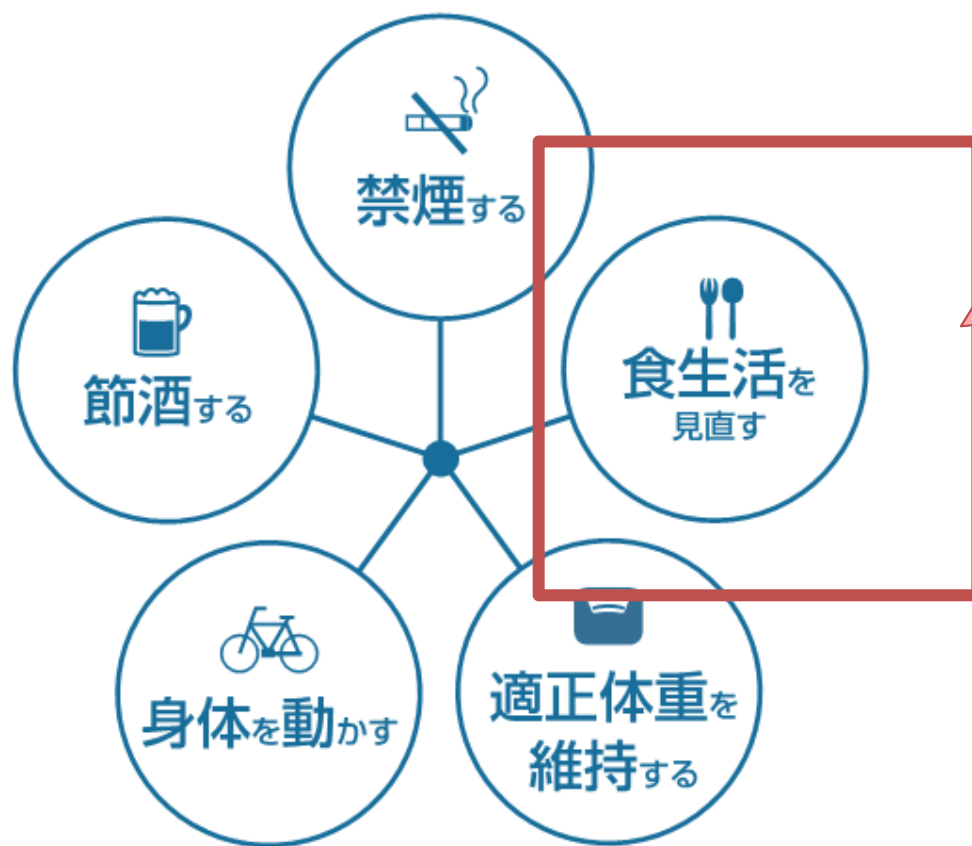 禁煙する
食生活を
見直す
節酒する
身体を動かす
適正体重を
維持する